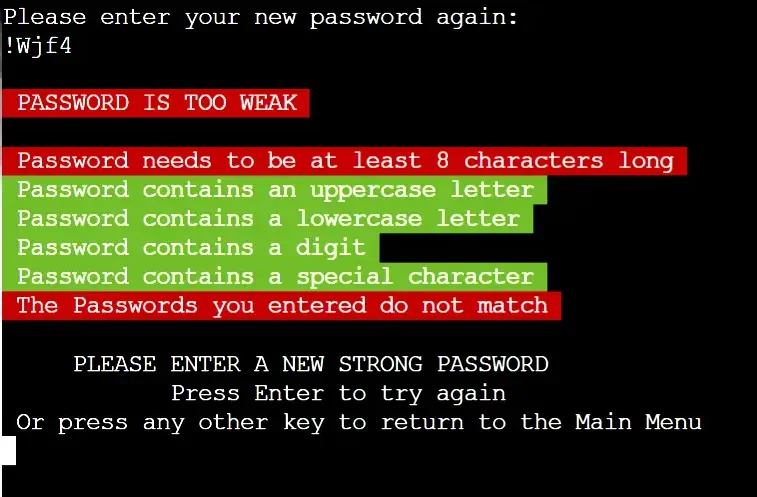 Please enter your new password again:
!Wjf4
PASSWORD IS TOO WEAK
Password needs to be at least 8 characters long
Password contains an uppercase letter
Password contains a lowercase letter
Password contains a digit
Password contains a special character
The Passwords you entered do not match
PLEASE ENTER A NEW STRONG PASSWORD
Press Enter to try again
Or press any other key to return to the Main Menu